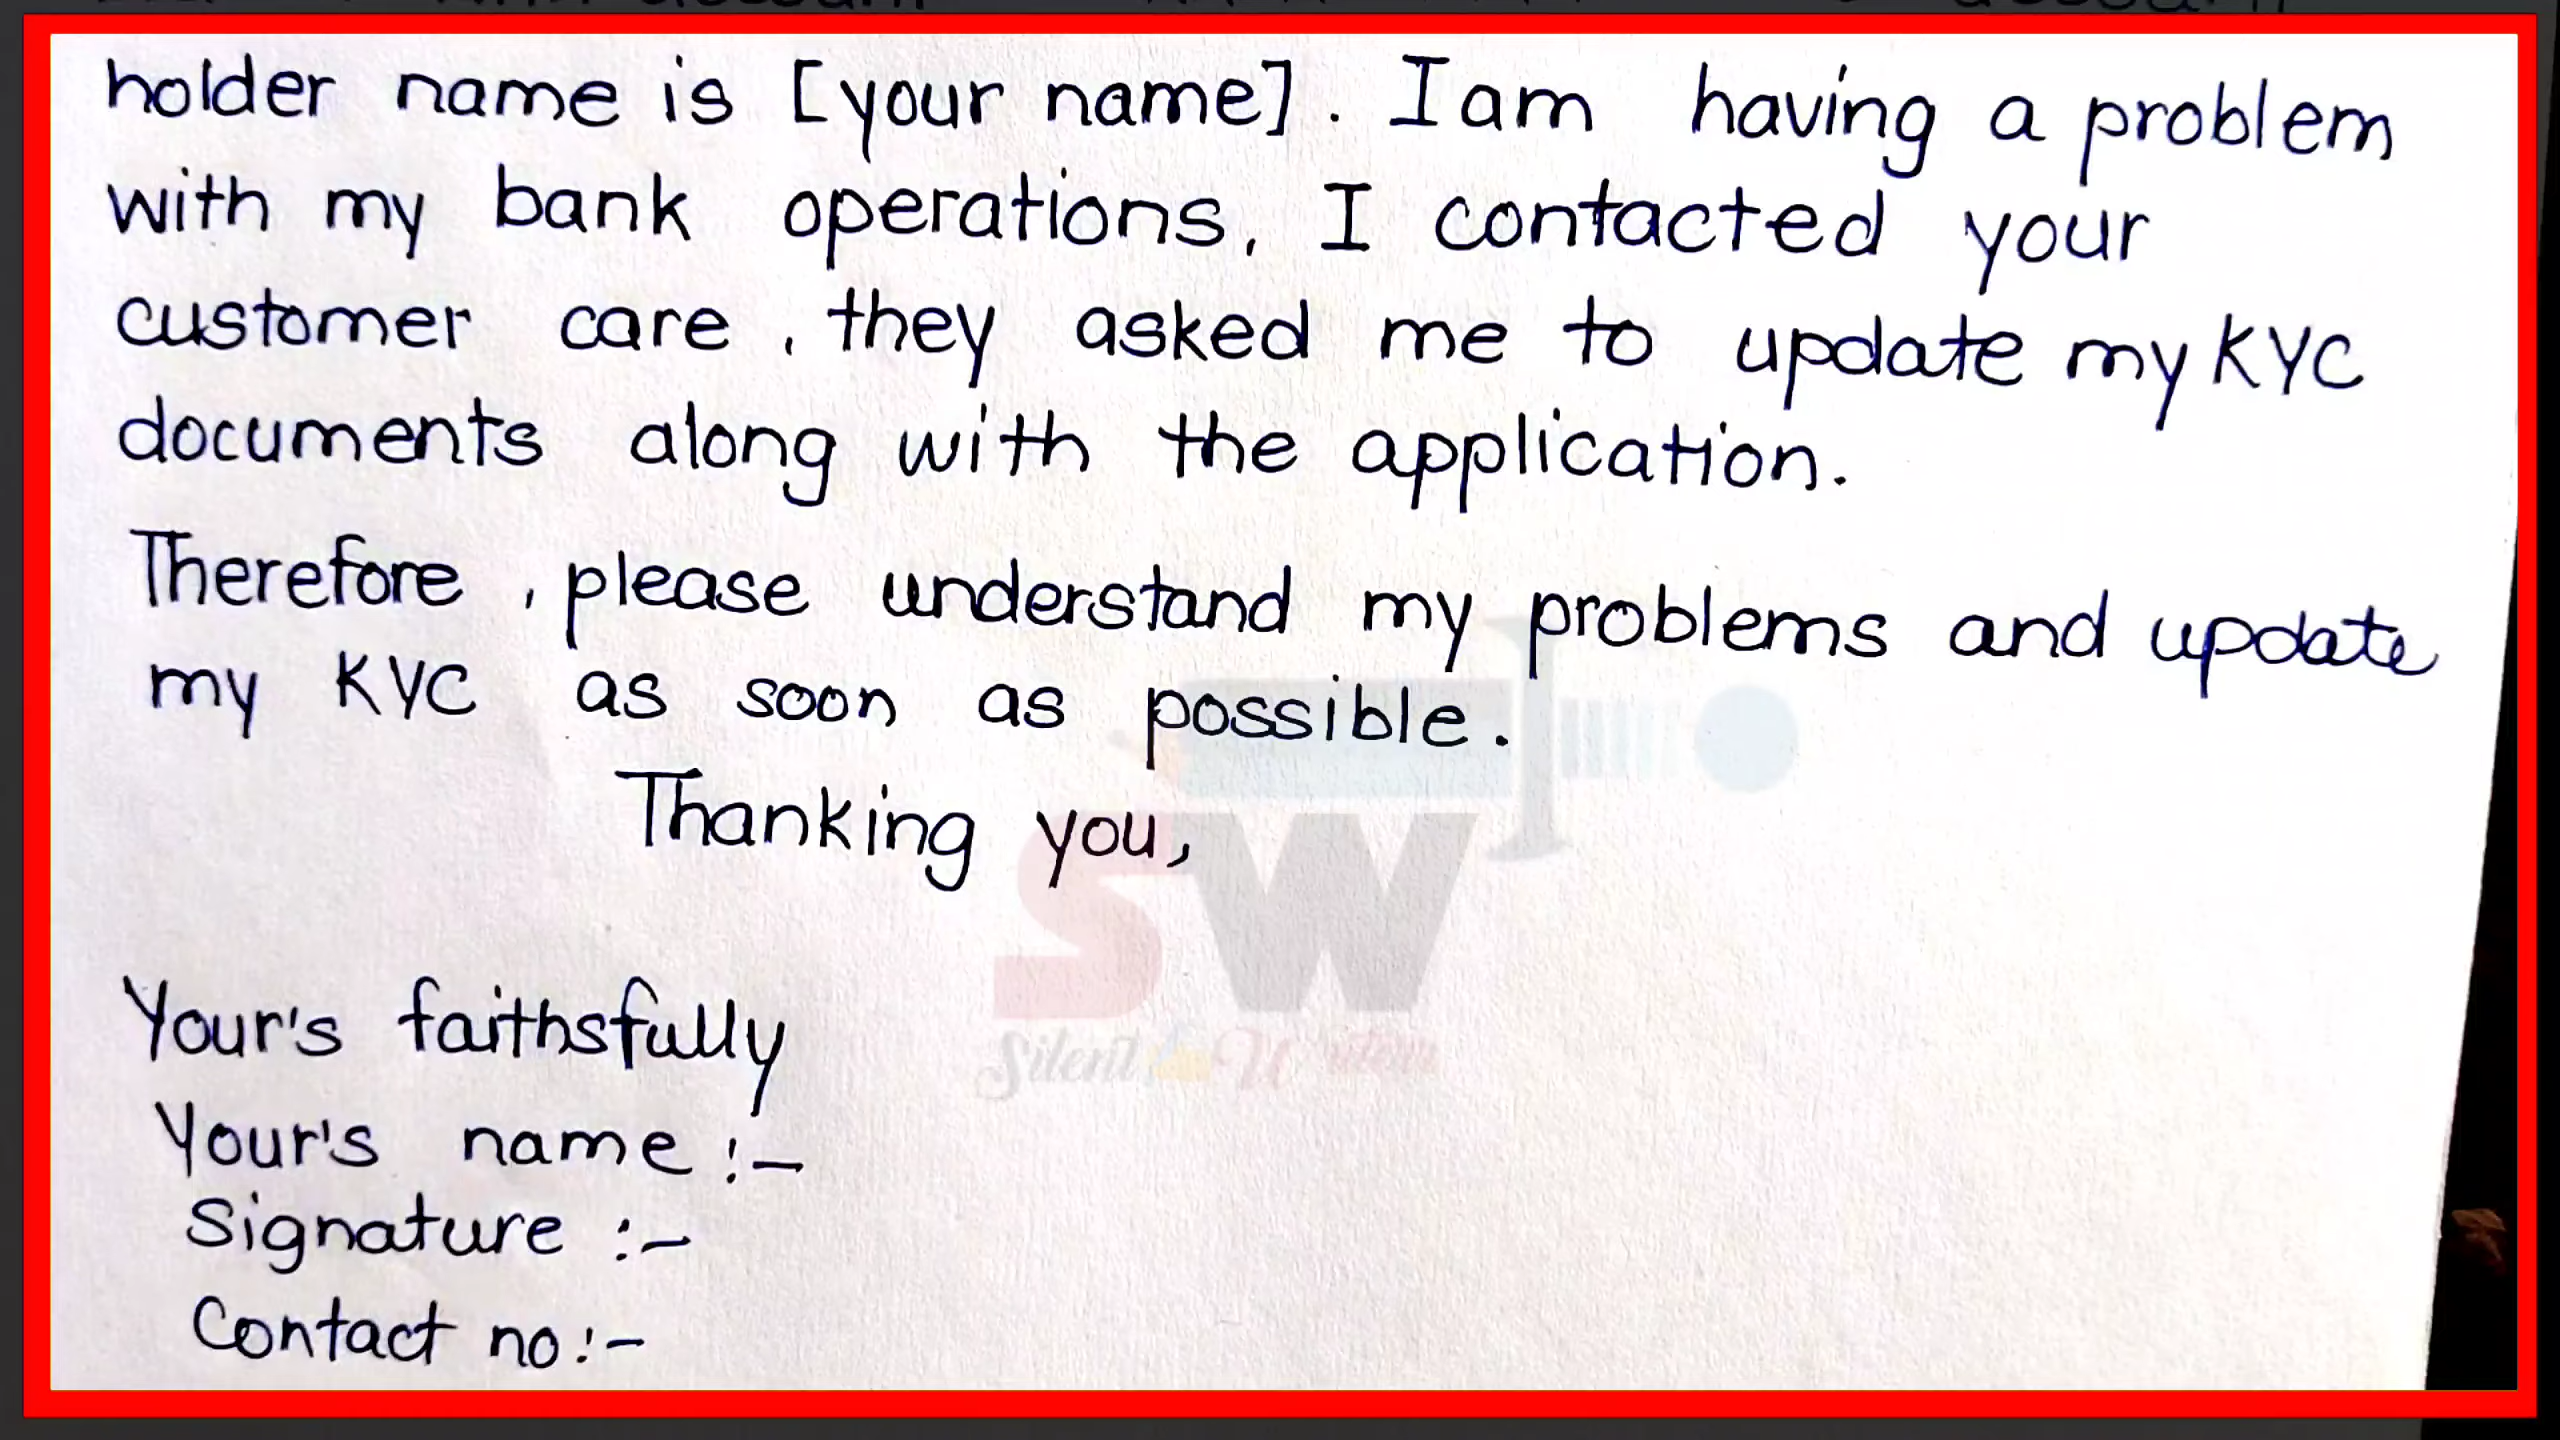 holder name is [your name]. I am having a problem
with my bank operations, I contacted your
customer care, they asked me to update my KYC
documents along with the application.
Therefore, please understand my problems and update
my KYC as soon as possible.
Thanking you,
SW
Silent
Your's faithsfully
Your's name :-
Signature :-
Contact no :-